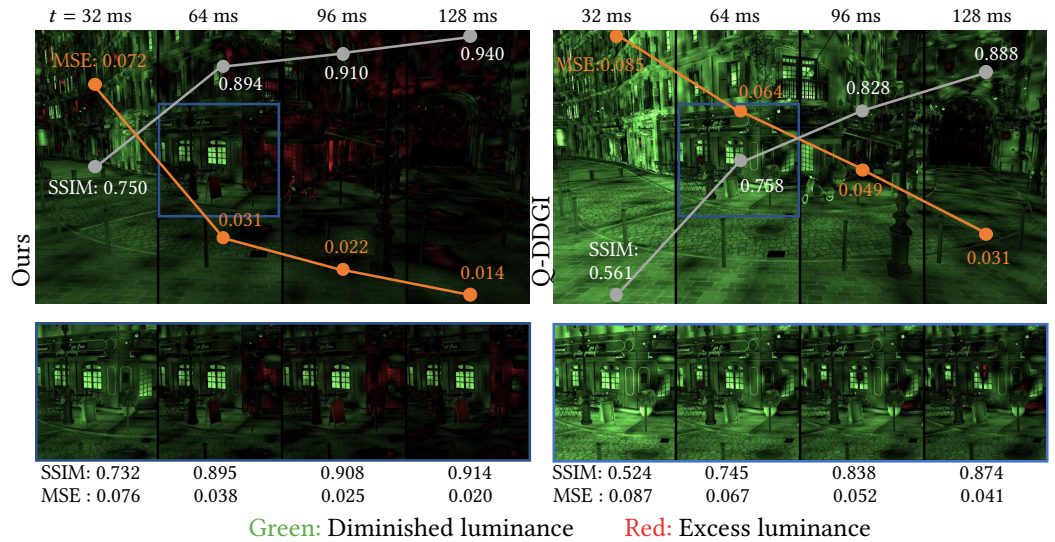 t = 32 ms 64 ms 96 ms 128 ms
MSE: 0.072
0.894
0.910
0.940
SSIM: 0.750
0.031
0.022
0.014
Ours
32 ms 64 ms 96 ms 128 ms
MSE: 0.085
0.064
0.828
0.888
0.758
0.049
SSIM:
0.561
0.031
Q-DDGI
SSIM: 0.732 0.895 0.908 0.914
MSE : 0.076 0.038 0.025 0.020
SSIM: 0.524 0.745 0.838 0.874
MSE: 0.087 0.067 0.052 0.041
Green: Diminished luminance Red: Excess luminance